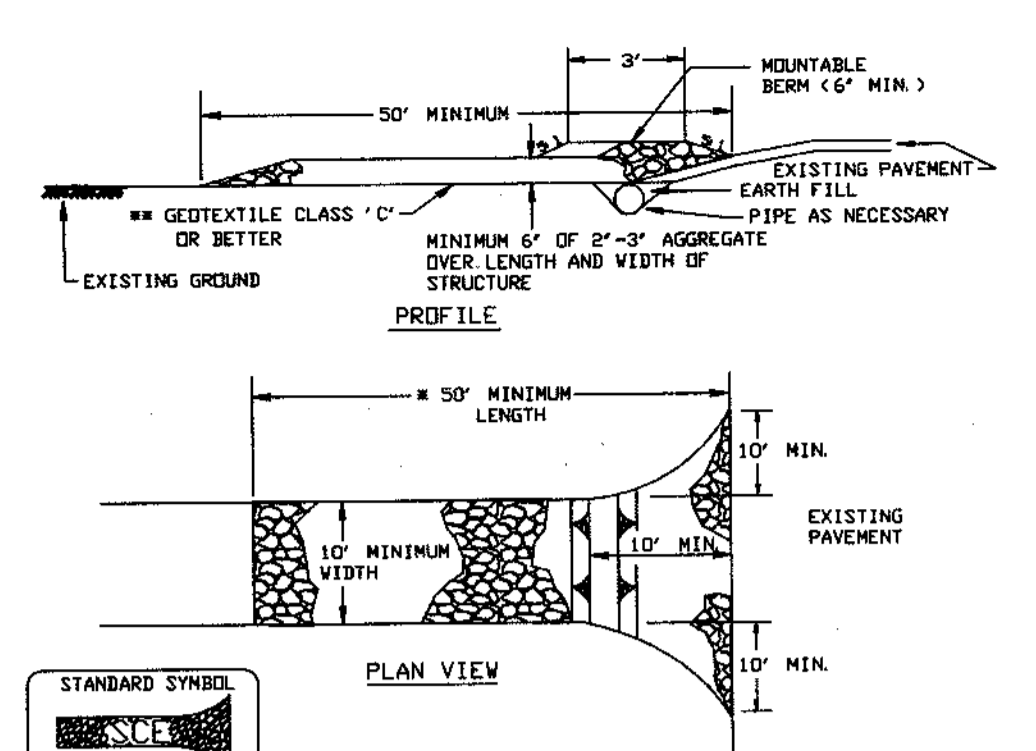 3'
MOUNTABLE
BERM (6" MIN.)
50' MINIMUM
EXISTING PAVEMENT
EARTH FILL
** GEOTEXTILE CLASS 'C'
OR BETTER
PIPE AS NECESSARY
MINIMUM 6" OF 2"-3" AGGREGATE
OVER LENGTH AND WIDTH OF
STRUCTURE
EXISTING GROUND
PROFILE
* 50' MINIMUM
LENGTH
10' MIN.
EXISTING
PAVEMENT
10' MINIMUM
WIDTH
10' MIN.
10' MIN.
PLAN VIEW
STANDARD SYMBOL
SCE